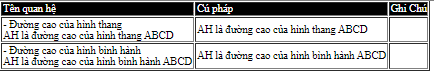 Tên quan hệ Cú pháp Ghi Chú
- Đường cao của hình thang
AH là đường cao của hình thang ABCD
AH là đường cao của hình thang ABCD
- Đường cao của hình bình hành
AH là đường cao của hình bình hành ABCD
AH là đường cao của hình bình hành ABCD